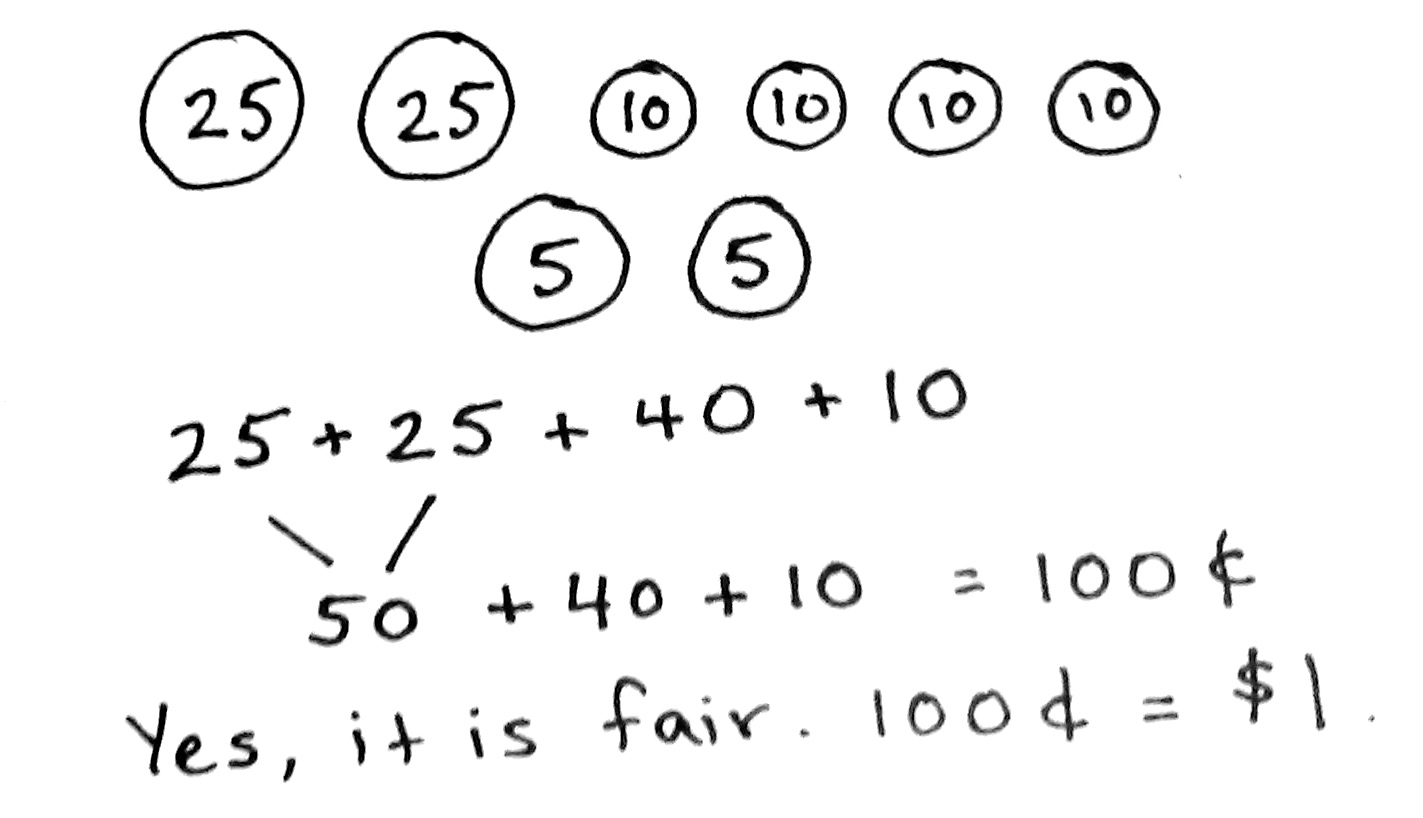 25 25 10 10 10 10
5 5
25 + 25 + 40 + 10
50 + 40 + 10 = 100 ¢
Yes, it is fair. 100¢ = $1.